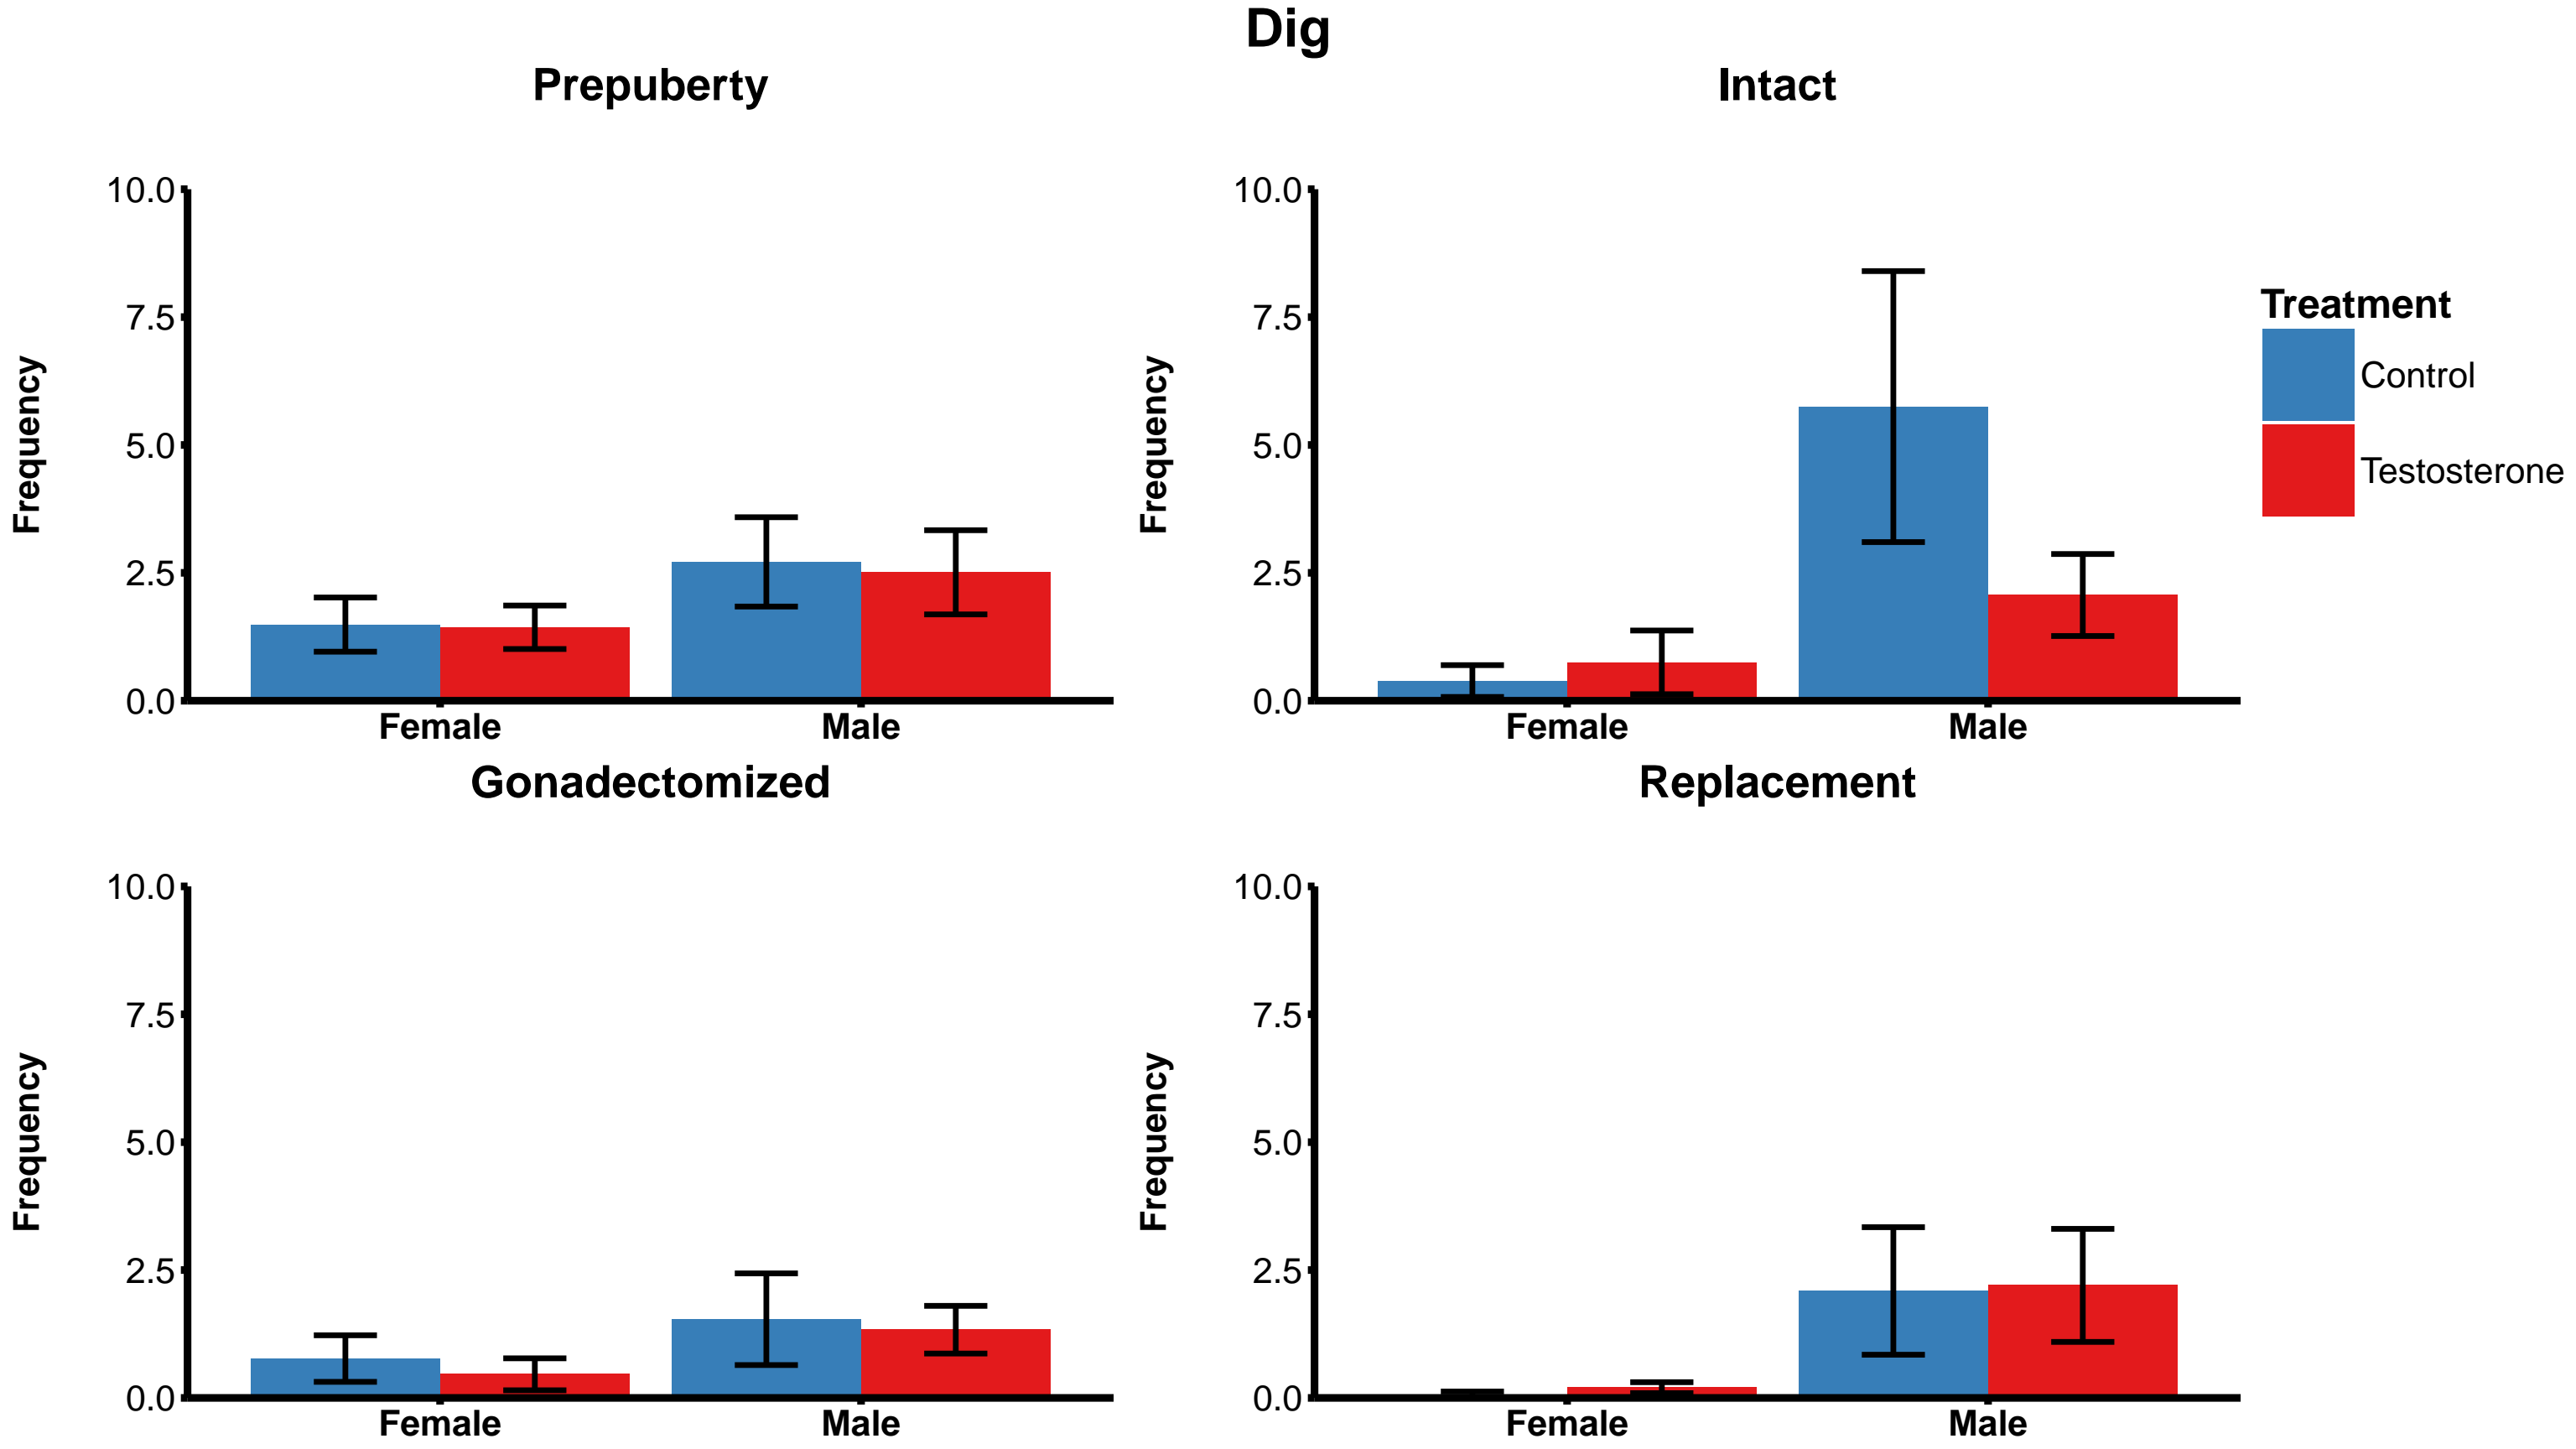 Dig
Prepuberty
10.0
7.5
5.0
2.5
0.0
Frequency
Female Male
Intact
10.0
7.5
5.0
2.5
0.0
Frequency
Female Male
Treatment
Control
Testosterone
Gonadectomized
10.0
7.5
5.0
2.5
0.0
Frequency
Female Male
Replacement
10.0
7.5
5.0
2.5
0.0
Frequency
Female Male